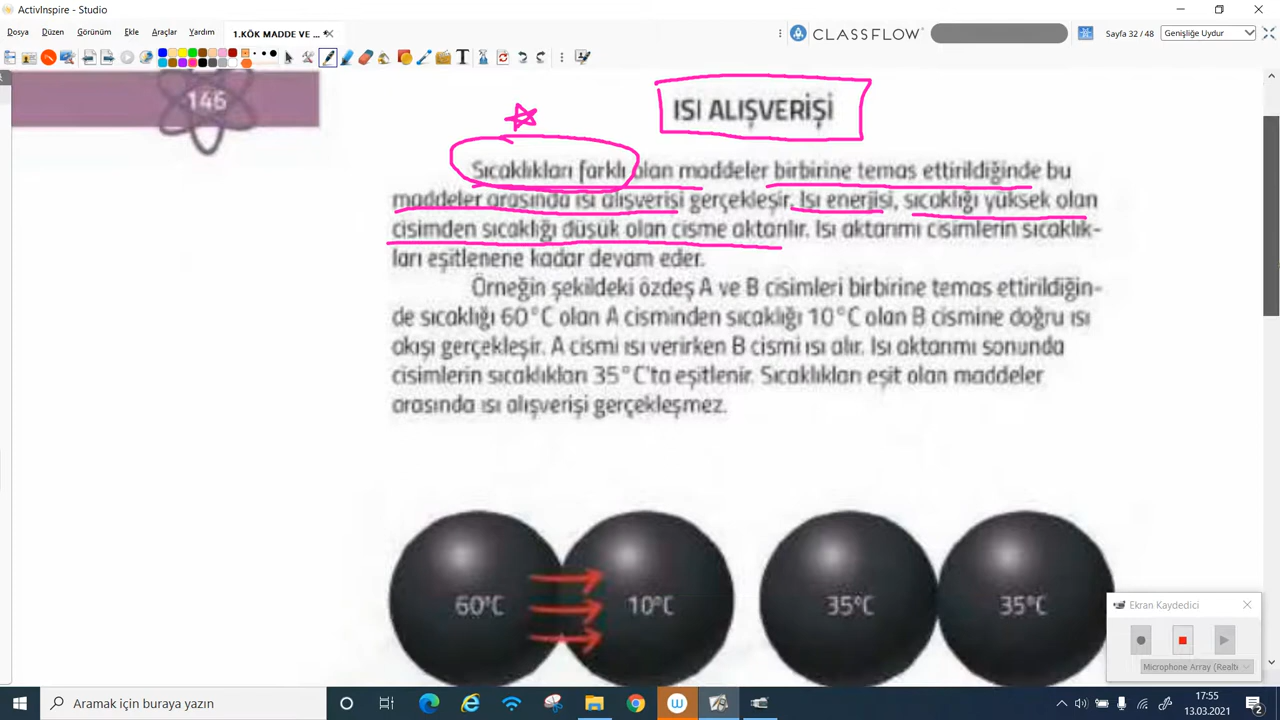 ActivInspire - Studio
Dosya Düzen Görünüm Ekle Araçlar Yardım
1.KÖK MADDE VE ...
CLASSFLOW
Sayfa 32 / 48
Genişliğe Uydur
146
ISI ALIŞVERİŞİ
Sıcaklıkları farklı olan maddeler birbirine temas ettirildiğinde bu
maddeler arasında ısı alışverişi gerçekleşir. Isı enerjisi, sıcaklığı yüksek olan
cisimden sıcaklığı düşük olan cisme aktarılır. Isı aktarımı cisimlerin sıcaklık-
ları eşitlenene kadar devam eder.
Örneğin şekildeki özdeş A ve B cisimleri birbirine temas ettirildiğin-
de sıcaklığı 60°C olan A cisminden sıcaklığı 10°C olan B cismine doğru ısı
akışı gerçekleşir. A cismi ısı verirken B cismi ısı alır. Isı aktarımı sonunda
cisimlerin sıcaklıkları 35°C'ta eşitlenir. Sıcaklıkları eşit olan maddeler
arasında ısı alışverişi gerçekleşmez.
60°C
10°C
35°C
35°C
Ekran Kaydedici
Microphone Array (Realte
Aramak için buraya yazın
17:55
13.03.2021
2